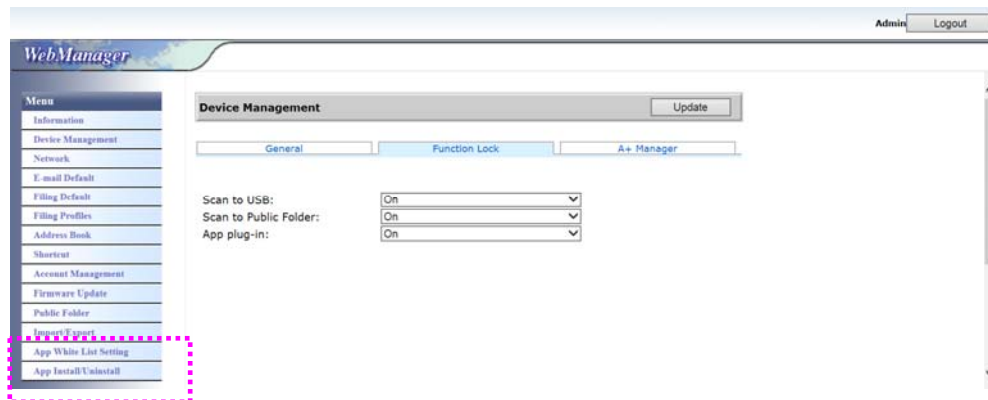 Admin Logout
WebManager
Menu
Information
Device Management
Network
E-mail Default
Filing Default
Filing Profiles
Address Book
Shortcut
Account Management
Firmware Update
Public Folder
Import/Export
App White List Setting
App Install/Uninstall
Device Management Update
General Function Lock A+ Manager
Scan to USB: On
Scan to Public Folder: On
App plug-in: On